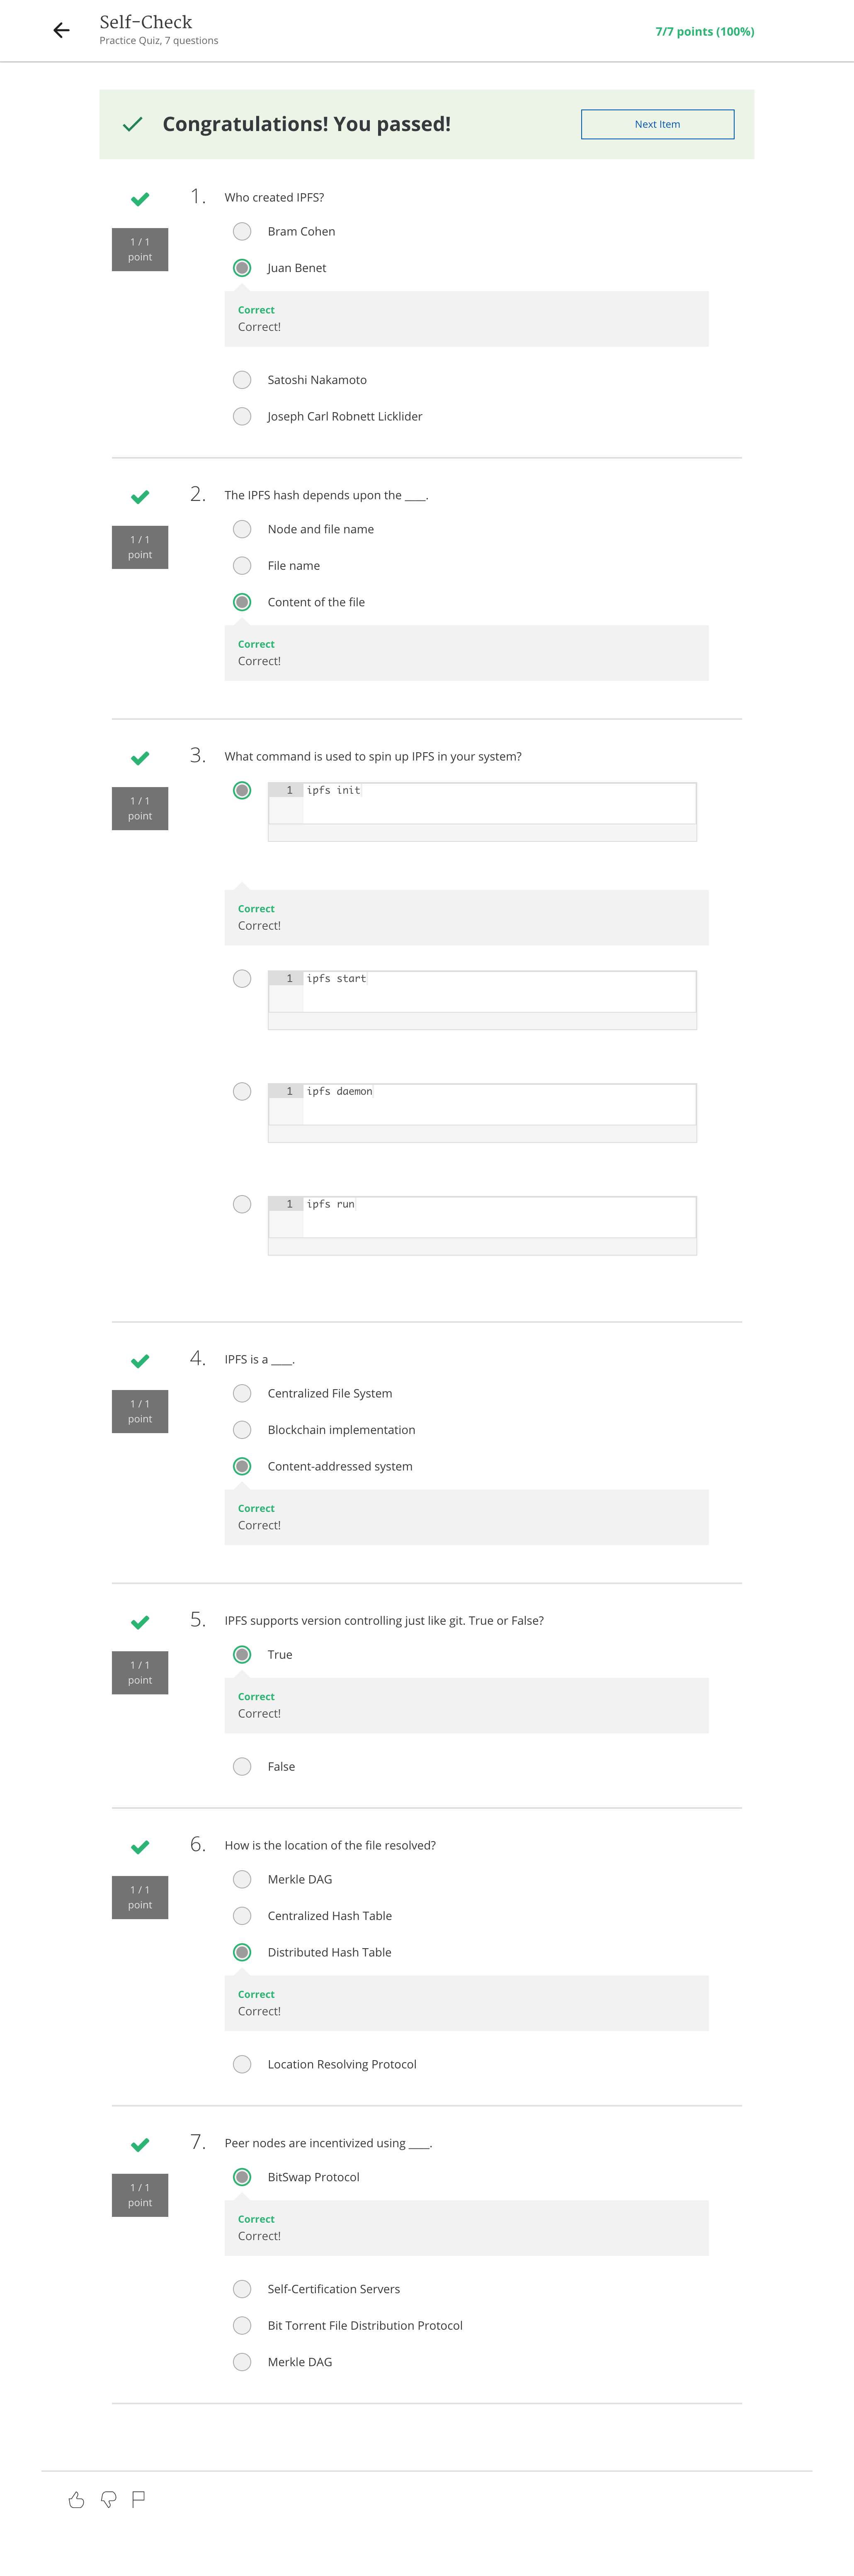 Self-Check
Practice Quiz, 7 questions
7/7 points (100%)
Congratulations! You passed!
Next Item
1 / 1
point
1.
Who created IPFS?
Bram Cohen
Juan Benet
Correct
Correct!
Satoshi Nakamoto
Joseph Carl Robnett Licklider
1 / 1
point
2.
The IPFS hash depends upon the ____.
Node and file name
File name
Content of the file
Correct
Correct!
1 / 1
point
3.
What command is used to spin up IPFS in your system?
1 ipfs init
Correct
Correct!
1 ipfs start
1 ipfs daemon
1 ipfs run
1 / 1
point
4.
IPFS is a ____.
Centralized File System
Blockchain implementation
Content-addressed system
Correct
Correct!
1 / 1
point
5.
IPFS supports version controlling just like git. True or False?
True
Correct
Correct!
False
1 / 1
point
6.
How is the location of the file resolved?
Merkle DAG
Centralized Hash Table
Distributed Hash Table
Correct
Correct!
Location Resolving Protocol
1 / 1
point
7.
Peer nodes are incentivized using ____.
BitSwap Protocol
Correct
Correct!
Self-Certification Servers
Bit Torrent File Distribution Protocol
Merkle DAG